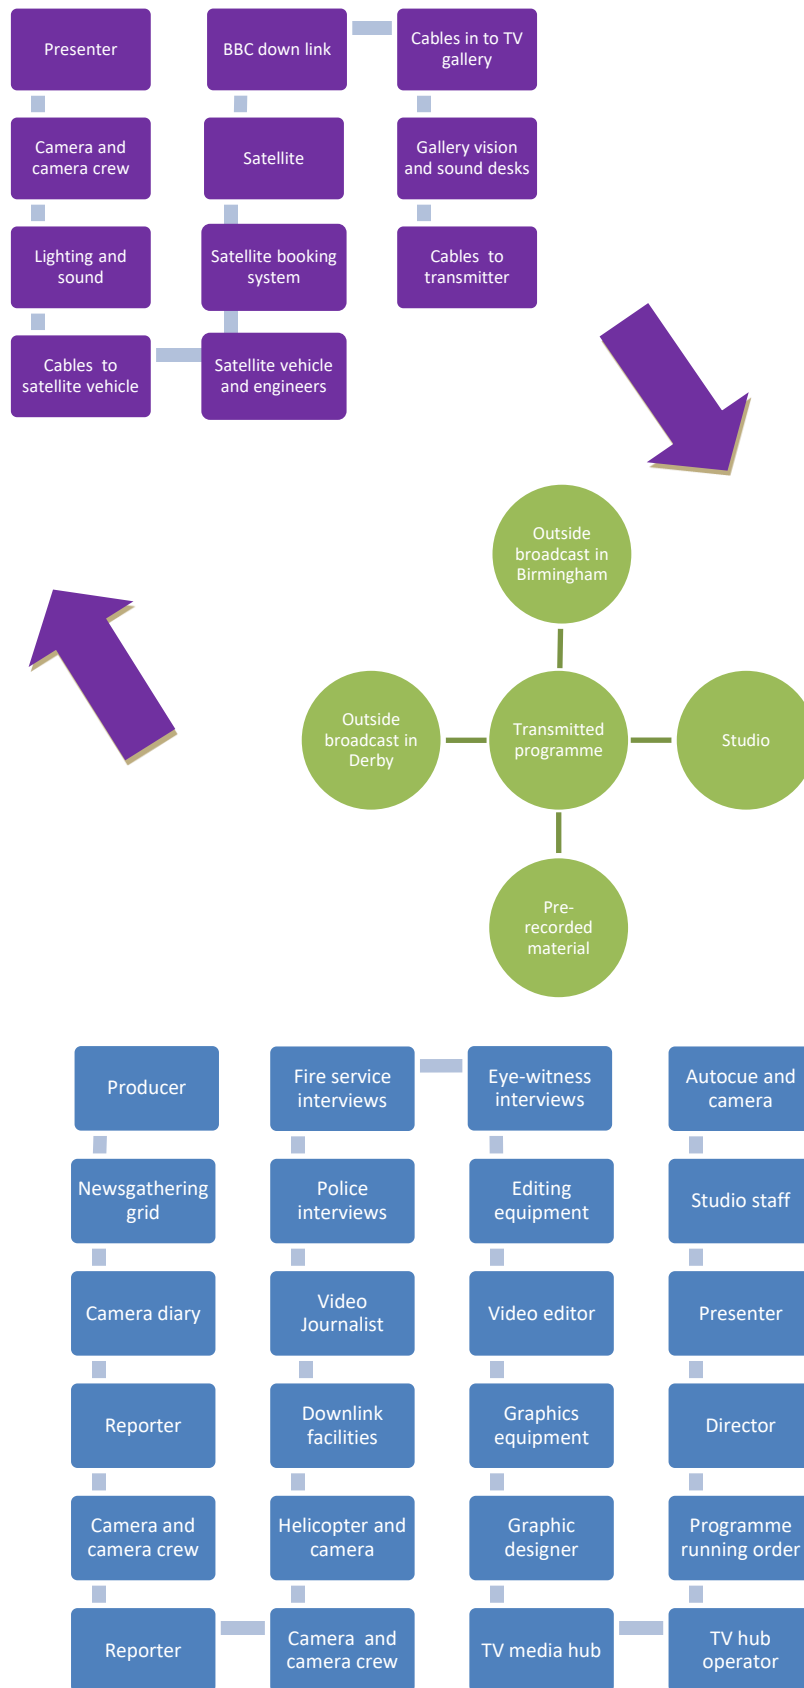 Presenter
Camera and
camera crew
Lighting and
sound
Cables to
satellite vehicle
BBC down link
Satellite
Satellite booking
system
Satellite vehicle
and engineers
Cables in to TV
gallery
Gallery vision
and sound desks
Cables to
transmitter
Outside
broadcast in
Birmingham
Outside
broadcast in
Derby
Transmitted
programme
Studio
Pre-
recorded
material
Producer
Newsgathering
grid
Camera diary
Reporter
Camera and
camera crew
Reporter
Fire service
interviews
Police
interviews
Video
Journalist
Downlink
facilities
Helicopter and
camera
Camera and
camera crew
Eye-witness
interviews
Editing
equipment
Video editor
Graphics
equipment
Graphic
designer
TV media hub
Autocue and
camera
Studio staff
Presenter
Director
Programme
running order
TV hub
operator